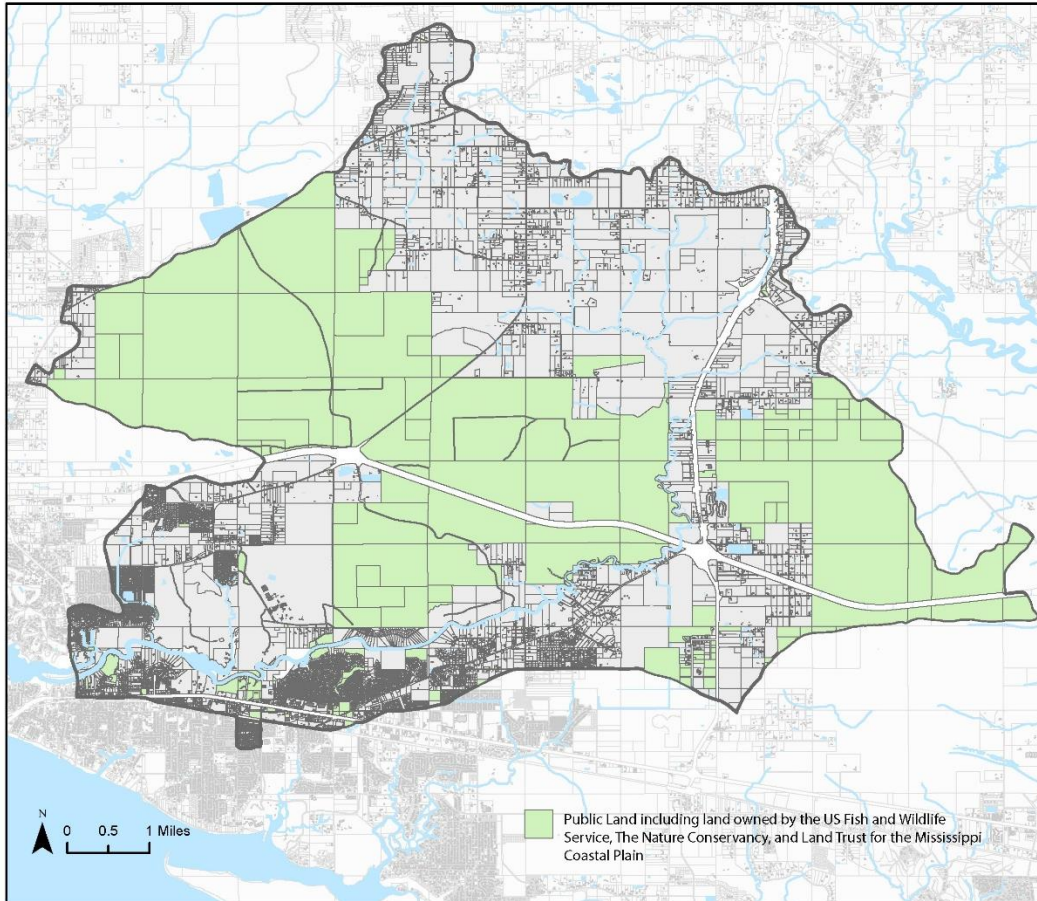 N
0 0.5 1 Miles
Public Land including land owned by the US Fish and Wildlife
Service, The Nature Conservancy, and Land Trust for the Mississippi
Coastal Plain